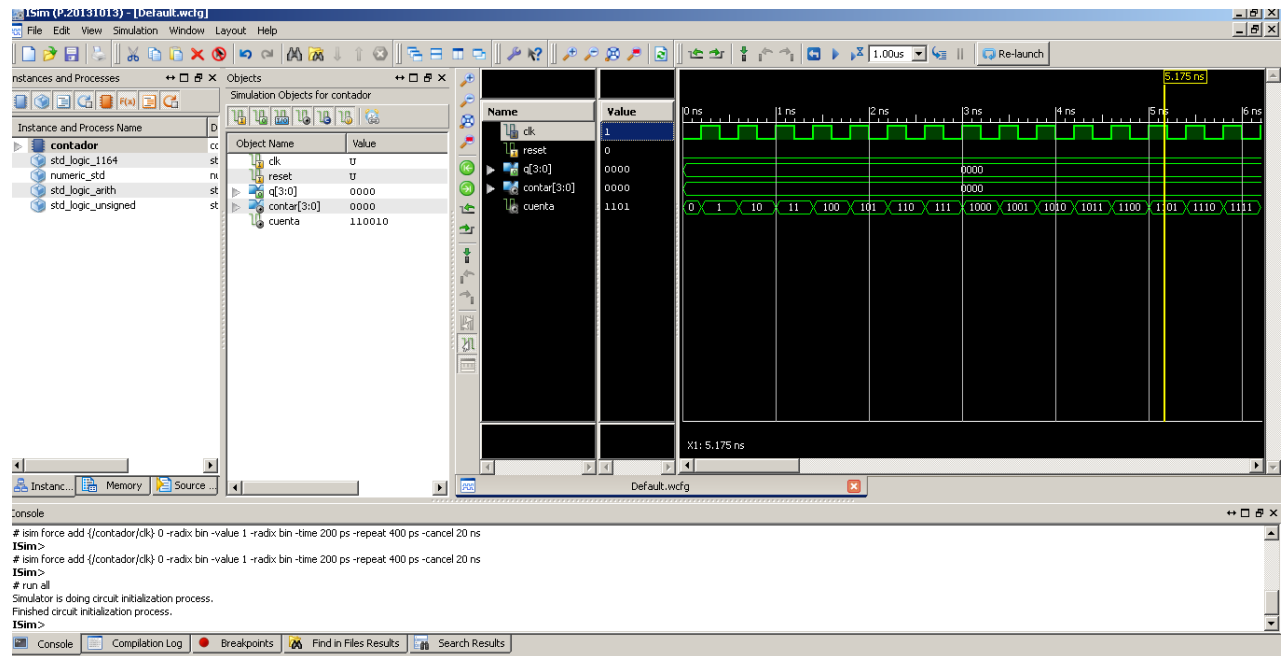 ISim (P.20131013) - [Default.wcfg]
File Edit View Simulation Window Layout Help
1.00us Re-launch
nstances and Processes
F(x)
Instance and Process Name D
contador cc
std_logic_1164 st
numeric_std nu
std_logic_arith st
std_logic_unsigned st
Objects
Simulation Objects for contador
Object Name Value
clk U
reset U
q[3:0] 0000
contar[3:0] 0000
cuenta 110010
5.175 ns
Name Value 0 ns 1 ns 2 ns 3 ns 4 ns 5 ns 6 ns
clk 1
reset 0
q[3:0] 0000 0000
contar[3:0] 0000 0000
cuenta 1101 0 1 10 11 100 101 110 111 1000 1001 1010 1011 1100 1101 1110 1111
X1: 5.175 ns
Instanc... Memory Source ...
Default.wcfg
Console
# isim force add {/contador/clk} 0 -radix bin -value 1 -radix bin -time 200 ps -repeat 400 ps -cancel 20 ns
ISim>
# isim force add {/contador/clk} 0 -radix bin -value 1 -radix bin -time 200 ps -repeat 400 ps -cancel 20 ns
ISim>
# run all
Simulator is doing circuit initialization process.
Finished circuit initialization process.
ISim>
Console Compilation Log Breakpoints Find in Files Results Search Results